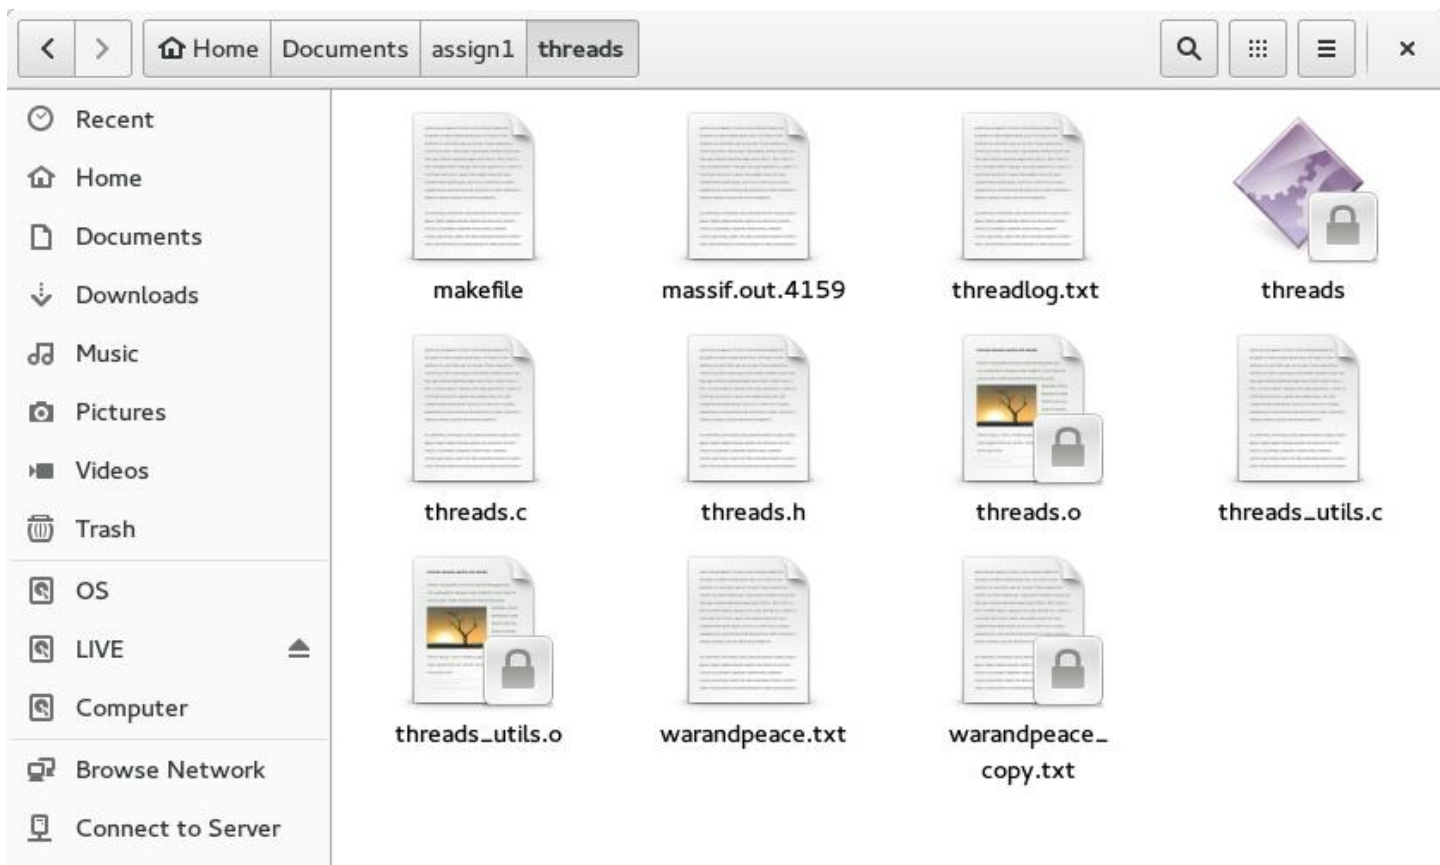 Home Documents assign1 threads
Recent
Home
Documents
Downloads
Music
Pictures
Videos
Trash
OS
LIVE
Computer
Browse Network
Connect to Server
makefile massif.out.4159 threadlog.txt threads
threads.c threads.h threads.o threads_utils.c
threads_utils.o warandpeace.txt warandpeace_
copy.txt